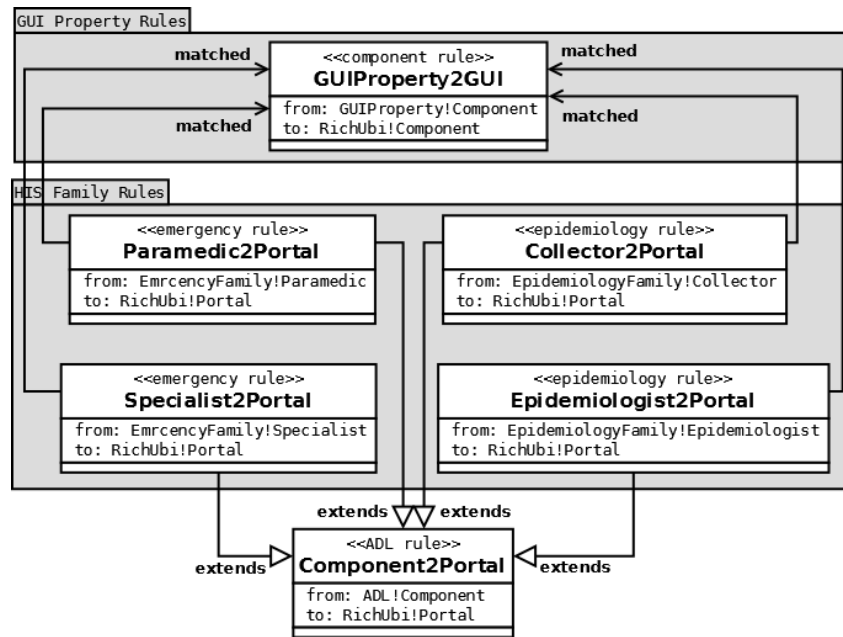 GUI Property Rules
matched
<<component rule>>
matched
GUIProperty2GUI
from: GUIProperty!Component
to: RichUbi!Component
matched
matched
HIS Family Rules
<<emergency rule>>
Paramedic2Portal
from: EmrcencyFamily!Paramedic
to: RichUbi!Portal
<<epidemiology rule>>
Collector2Portal
from: EpidemiologyFamily!Collector
to: RichUbi!Portal
<<emergency rule>>
Specialist2Portal
from: EmrcencyFamily!Specialist
to: RichUbi!Portal
<<epidemiology rule>>
Epidemiologist2Portal
from: EpidemiologyFamily!Epidemiologist
to: RichUbi!Portal
extends
extends
extends
extends
<<ADL rule>>
Component2Portal
from: ADL!Component
to: RichUbi!Portal